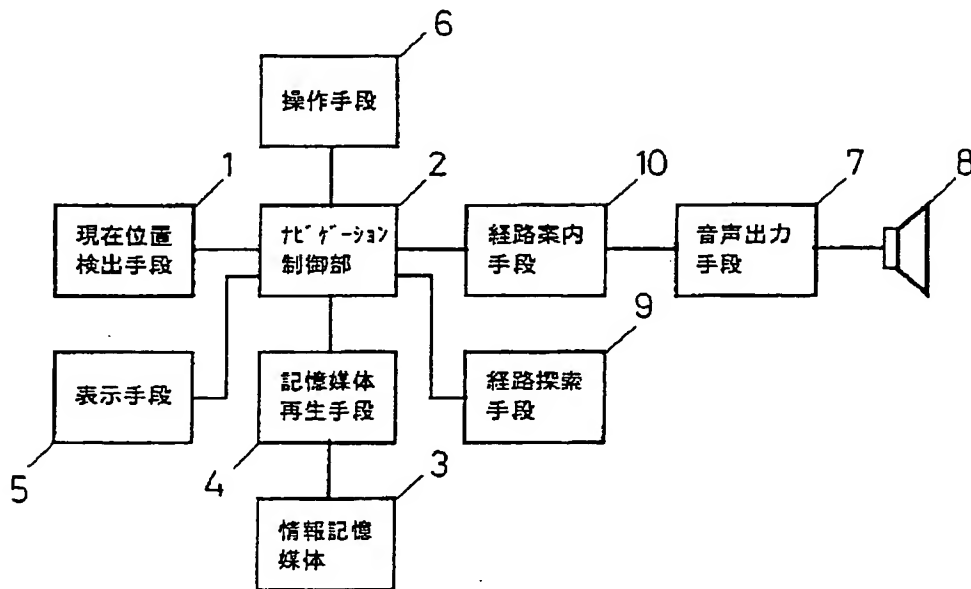 6
操作手段
1
2
10
7
8
現在位置
検出手段
ﾅﾋﾞｹﾞｰｼｮﾝ
制御部
経路案内
手段
音声出力
手段
9
表示手段
記憶媒体
再生手段
経路探索
手段
5
4
3
情報記憶
媒体